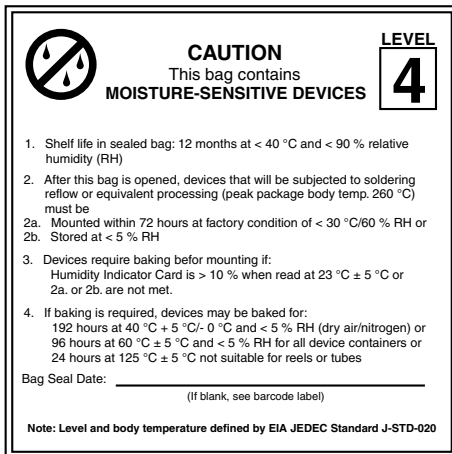 LEVEL
CAUTION
This bag contains
MOISTURE-SENSITIVE DEVICES
4
1. Shelf life in sealed bag: 12 months at < 40 °C and < 90 % relative
humidity (RH)
2. After this bag is opened, devices that will be subjected to soldering
reflow or equivalent processing (peak package body temp. 260 °C)
must be
2a. Mounted within 72 hours at factory condition of < 30 °C/60 % RH or
2b. Stored at < 5 % RH
3. Devices require baking befor mounting if:
Humidity Indicator Card is > 10 % when read at 23 °C ± 5 °C or
2a. or 2b. are not met.
4. If baking is required, devices may be baked for:
192 hours at 40 °C + 5 °C/- 0 °C and < 5 % RH (dry air/nitrogen) or
96 hours at 60 °C ± 5 °C and < 5 % RH for all device containers or
24 hours at 125 °C ± 5 °C not suitable for reels or tubes
Bag Seal Date:
(If blank, see barcode label)
Note: Level and body temperature defined by EIA JEDEC Standard J-STD-020